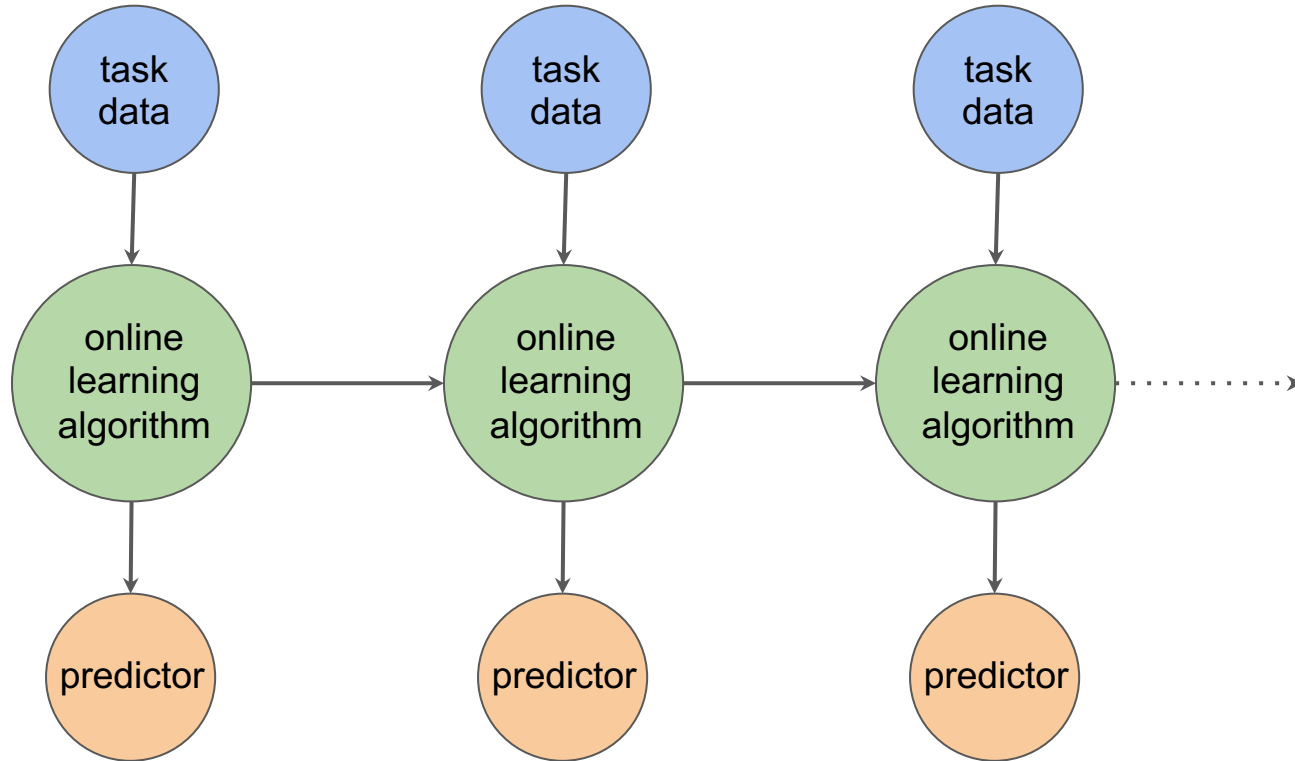 task
data
task
data
task
data
online
learning
algorithm
online
learning
algorithm
online
learning
algorithm
predictor
predictor
predictor